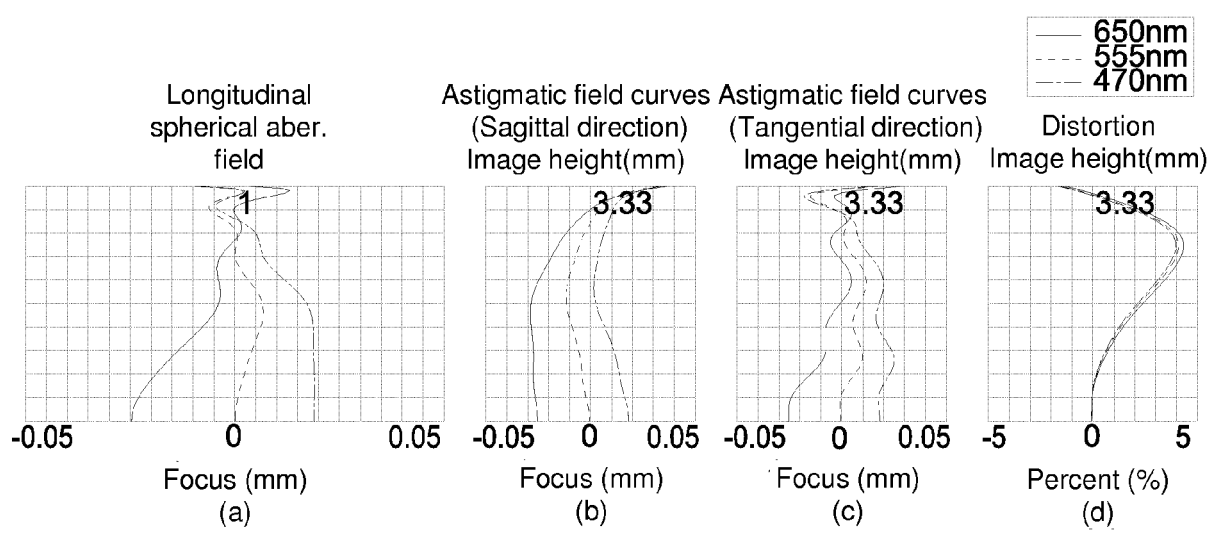 650nm
555nm
470nm
Longitudinal
spherical aber.
field
Astigmatic field curves
(Sagittal direction)
Image height(mm)
Astigmatic field curves
(Tangential direction)
Image height(mm)
Distortion
Image height(mm)
1
3.33
3.33
3.33
-0.05 0 0.05
-0.05 0 0.05
-0.05 0 0.05
-5 0 5
Focus (mm)
(a)
Focus (mm)
(b)
Focus (mm)
(c)
Percent (%)
(d)